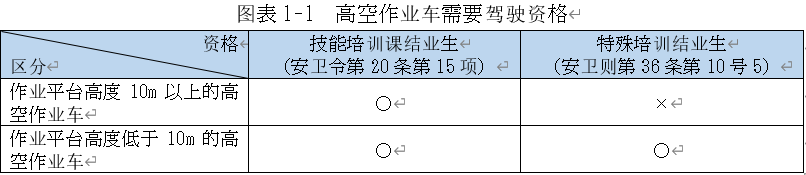 图表 1-1 高空作业车需要驾驶资格
资格
区分
技能培训课结业生
（安卫令第 20 条第 15 项）
特殊培训结业生
（安卫则第 36 条第 10 号 5）
作业平台高度 10m 以上的高
空作业车
○
×
作业平台高度低于 10m 的高
空作业车
○
○